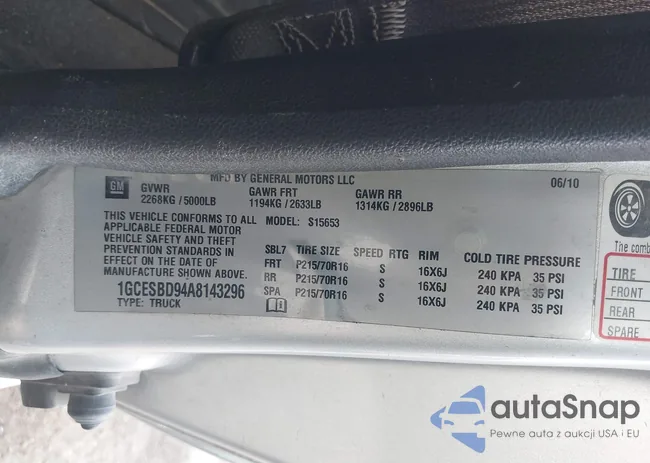 MFD BY GENERAL MOTORS LLC 06/10
GM GVWR GAWR FRT GAWR RR
2268KG / 5000LB 1194KG / 2633LB 1314KG / 2896LB
THIS VEHICLE CONFORMS TO ALL MODEL: S15653
APPLICABLE FEDERAL MOTOR
VEHICLE SAFETY AND THEFT
PREVENTION STANDARDS IN
EFFECT ON THE DATE OF
MANUFACTURE SHOWN ABOVE.
1GCESBD94A8143296
TYPE: TRUCK
SBL7 TIRE SIZE SPEED RTG RIM COLD TIRE PRESSURE
FRT P215/70R16 S 16X6J 240 KPA 35 PSI
RR P215/70R16 S 16X6J 240 KPA 35 PSI
SPA P215/70R16 S 16X6J 240 KPA 35 PSI
The comb
TIRE
FRONT
REAR
SPARE
autaSnap
Pewne auta z aukcji USA i EU